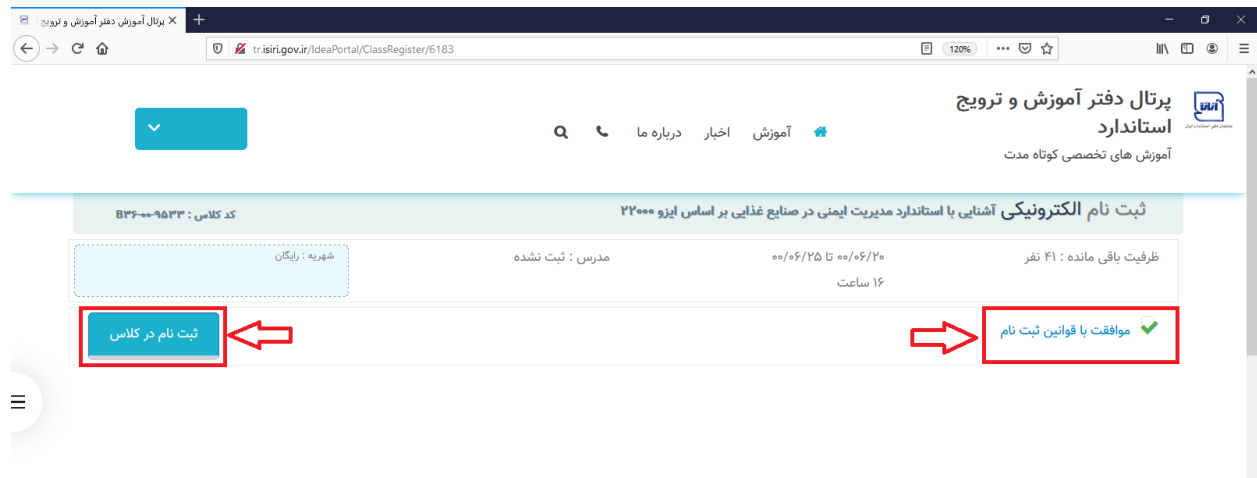 پرتال آموزش دفتر آموزش و ترویج
tr.isiri.gov.ir/IdeaPortal/ClassRegister/6183
120%
پرتال دفتر آموزش و ترویج
استاندارد
آموزش های تخصصی کوتاه مدت
آموزش اخبار درباره ما
ثبت نام الکترونیکی آشنایی با استاندارد مدیریت ایمنی در صنایع غذایی بر اساس ایزو ۲۲۰۰۰
کد کلاس : B۳۶-۰۰-۹۵۳۳
ظرفیت باقی مانده : ۴۱ نفر
۰۰/۰۶/۲۰ تا ۰۰/۰۶/۲۵
۱۶ ساعت
مدرس : ثبت نشده
شهریه : رایگان
موافقت با قوانین ثبت نام
ثبت نام در کلاس